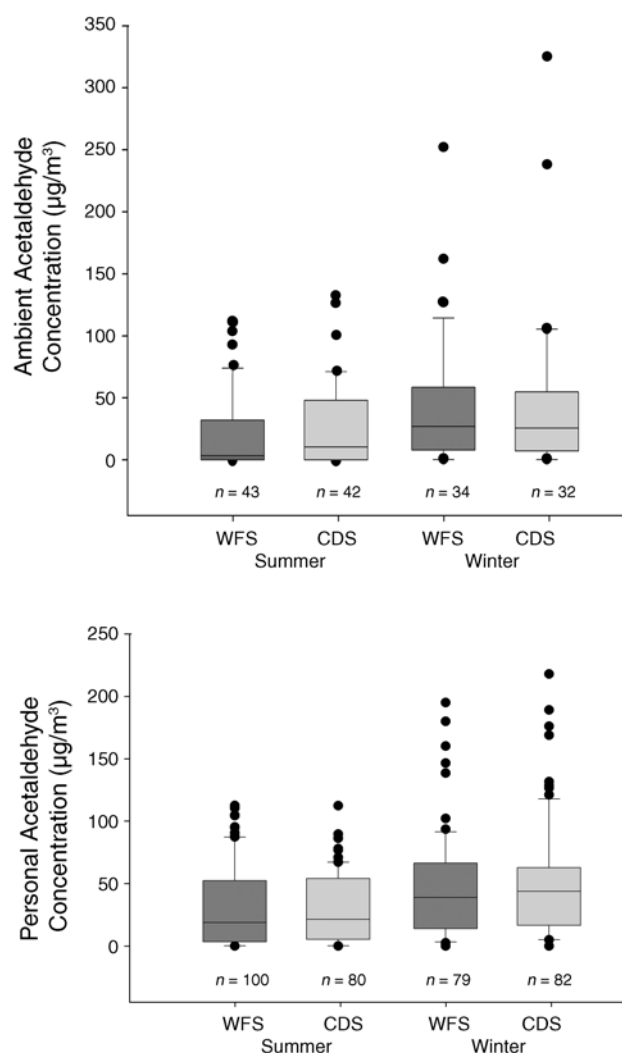 350
300
250
200
150
100
50
0
Ambient Acetaldehyde
Concentration (µg/m³)
n = 43 n = 42 n = 34 n = 32
WFS CDS WFS CDS
Summer Winter
250
200
150
100
50
0
Personal Acetaldehyde
Concentration (µg/m³)
n = 100 n = 80 n = 79 n = 82
WFS CDS WFS CDS
Summer Winter